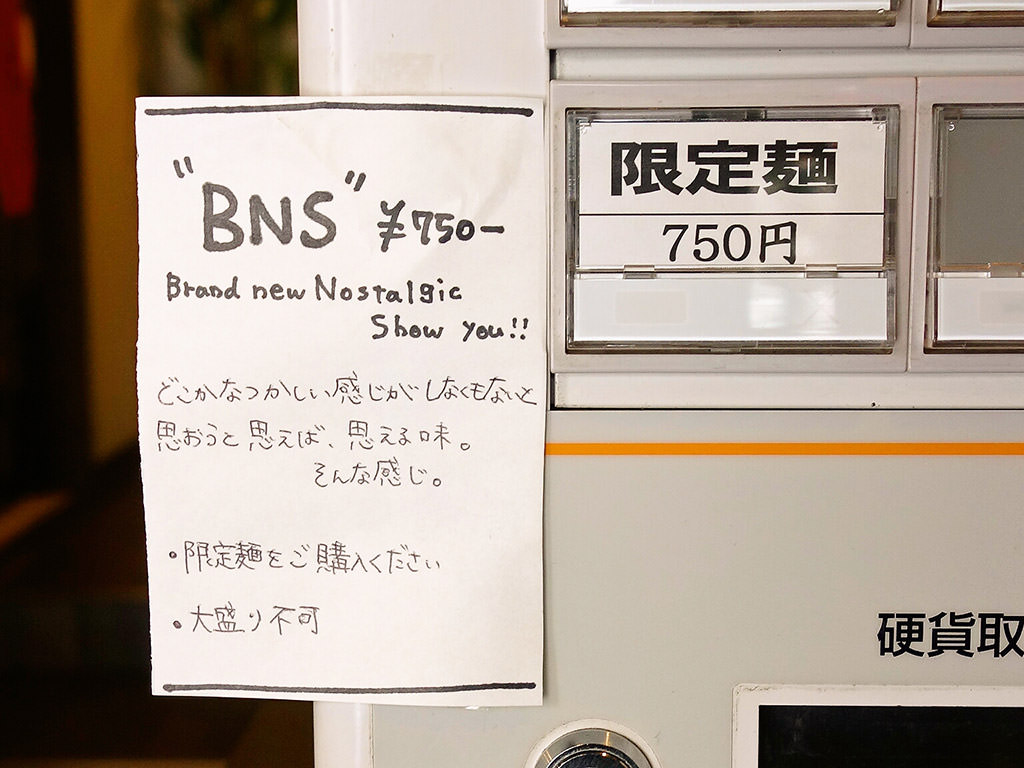 "BNS" ¥750-
Brand new Nostalgic
Show you!!
どこかなつかしい感じがしなくもないと
思おうと思えば、思える味。
そんな感じ。
・限定麺をご購入ください
・大盛り不可
限定麺
750円
硬貨取